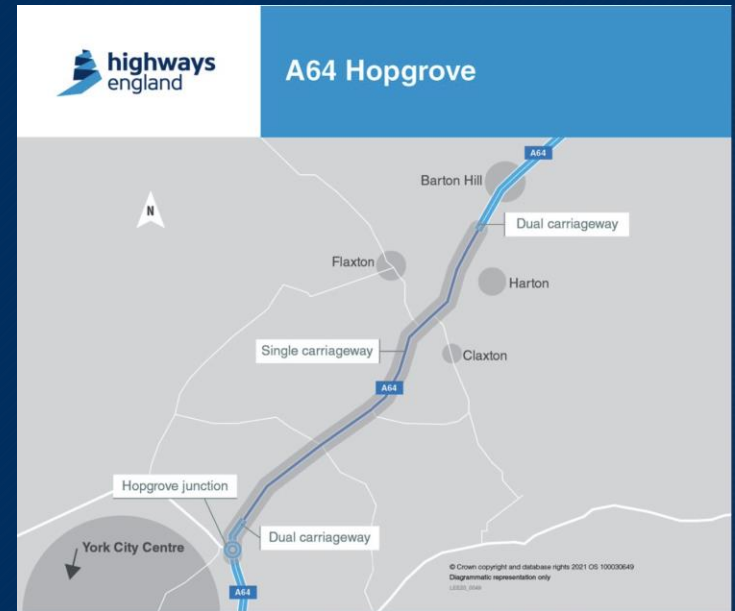 highways
england
A64 Hopgrove
A64
Barton Hill
N
Dual carriageway
Flaxton
Harton
Single carriageway
Claxton
A64
Hopgrove junction
York City Centre
Dual carriageway
© Crown copyright and database rights 2021 OS 100030649
Diagrammatic representation only
A64